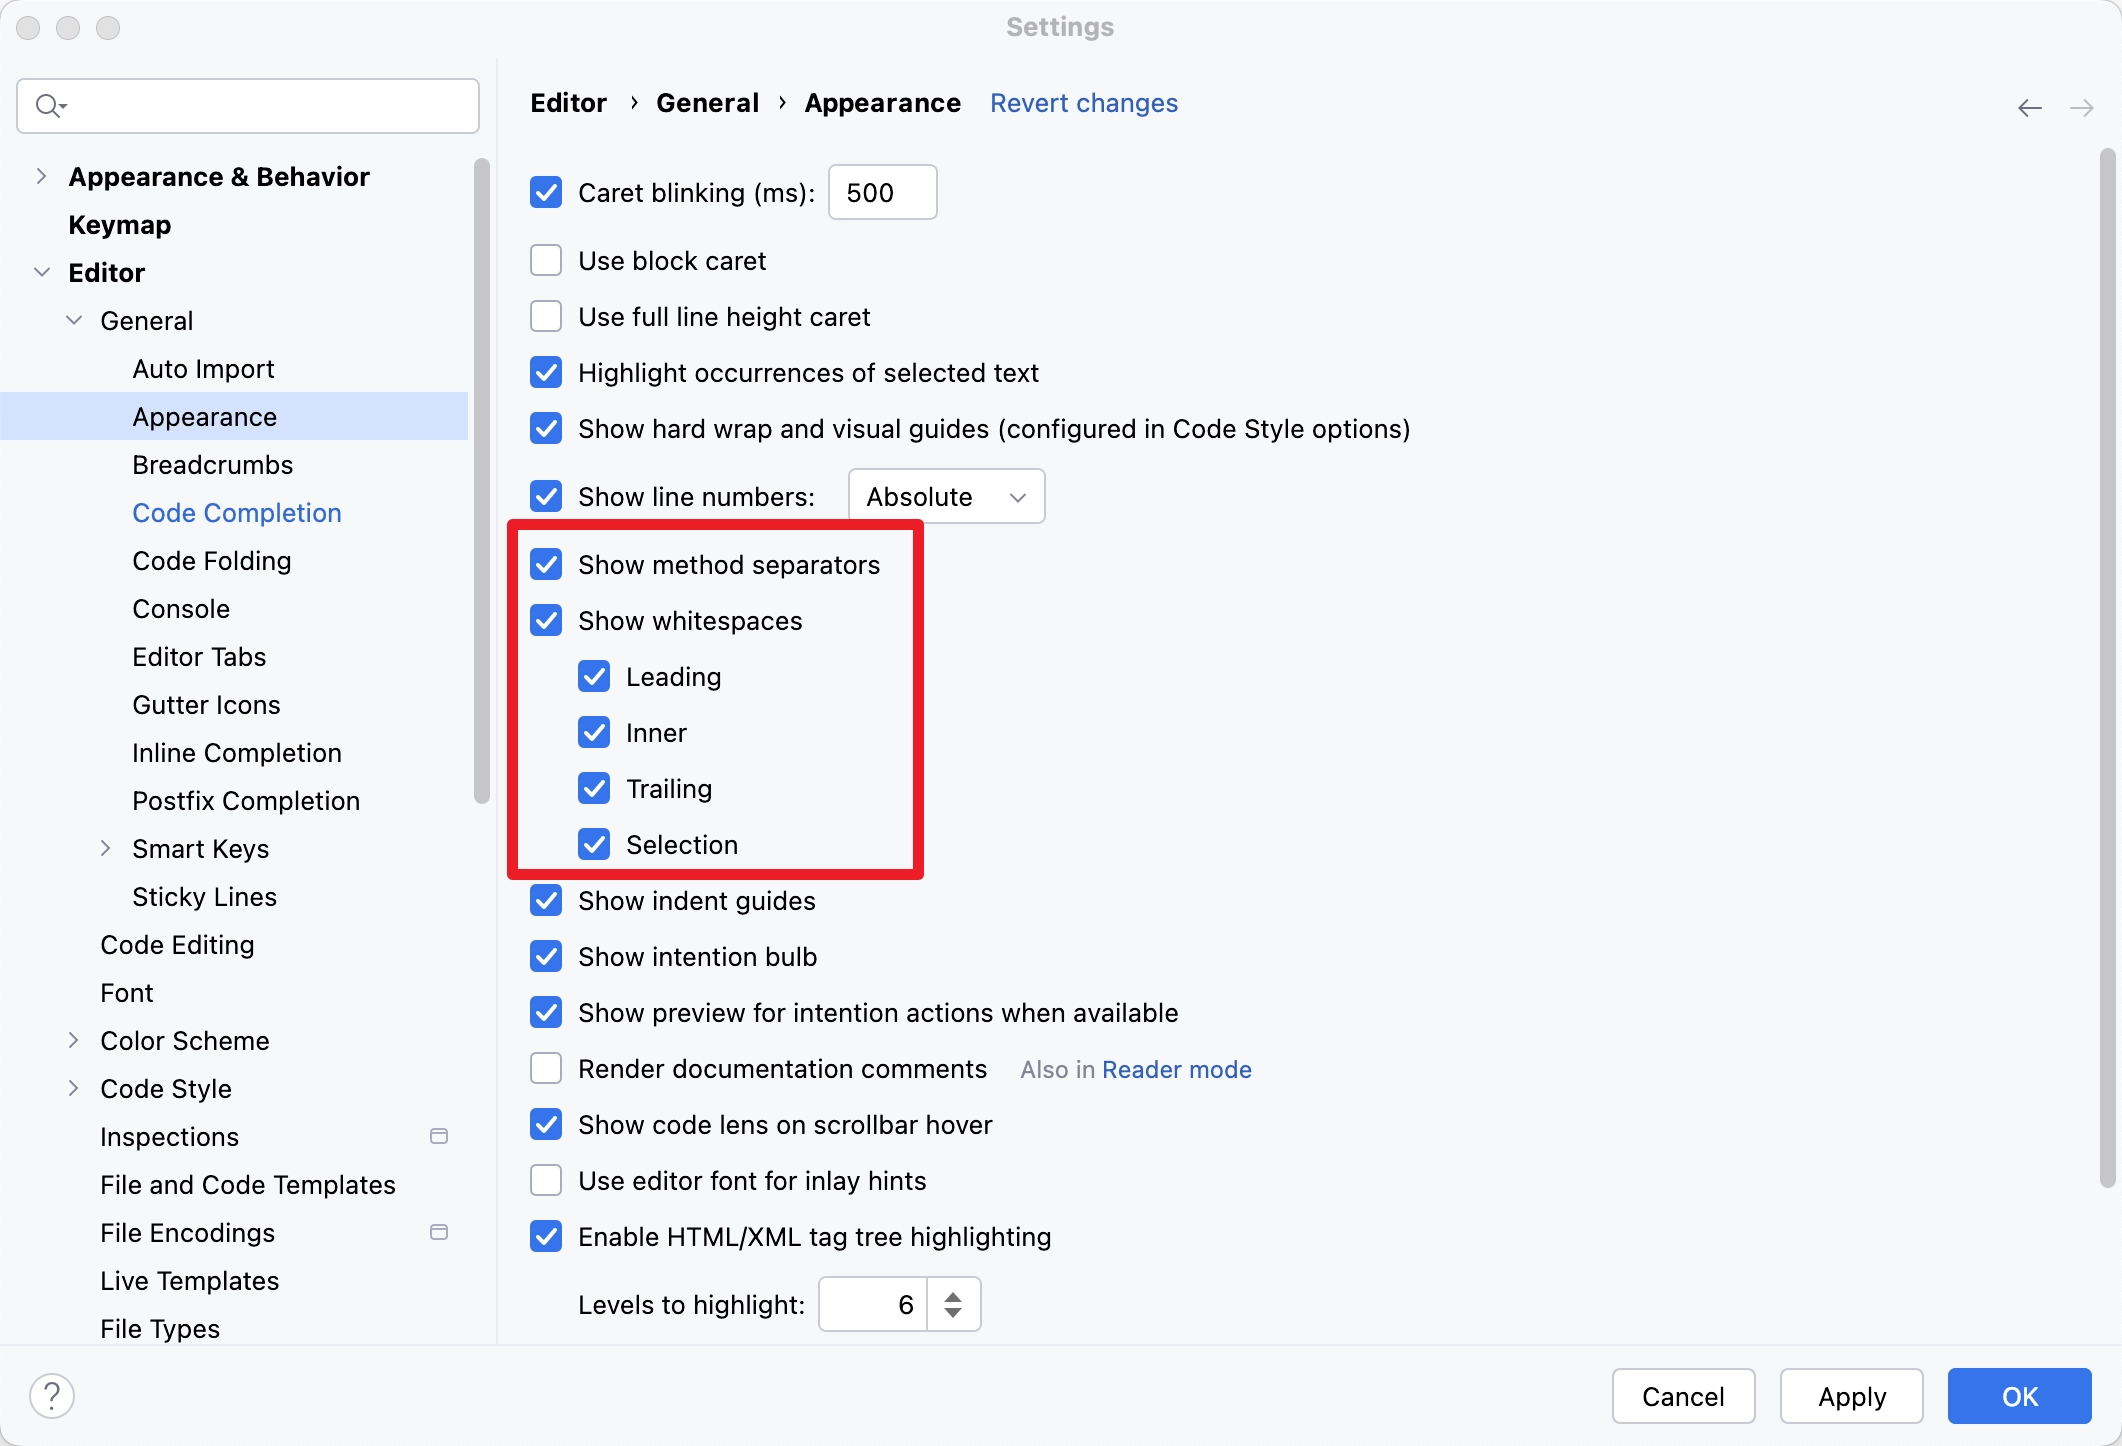 Settings
Appearance & Behavior
Keymap
Editor
General
Auto Import
Appearance
Breadcrumbs
Code Completion
Code Folding
Console
Editor Tabs
Gutter Icons
Inline Completion
Postfix Completion
Smart Keys
Sticky Lines
Code Editing
Font
Color Scheme
Code Style
Inspections
File and Code Templates
File Encodings
Live Templates
File Types
Editor › General › Appearance Revert changes
Caret blinking (ms): 500
Use block caret
Use full line height caret
Highlight occurrences of selected text
Show hard wrap and visual guides (configured in Code Style options)
Show line numbers: Absolute
Show method separators
Show whitespaces
Leading
Inner
Trailing
Selection
Show indent guides
Show intention bulb
Show preview for intention actions when available
Render documentation comments Also in Reader mode
Show code lens on scrollbar hover
Use editor font for inlay hints
Enable HTML/XML tag tree highlighting
Levels to highlight: 6
? Cancel Apply OK